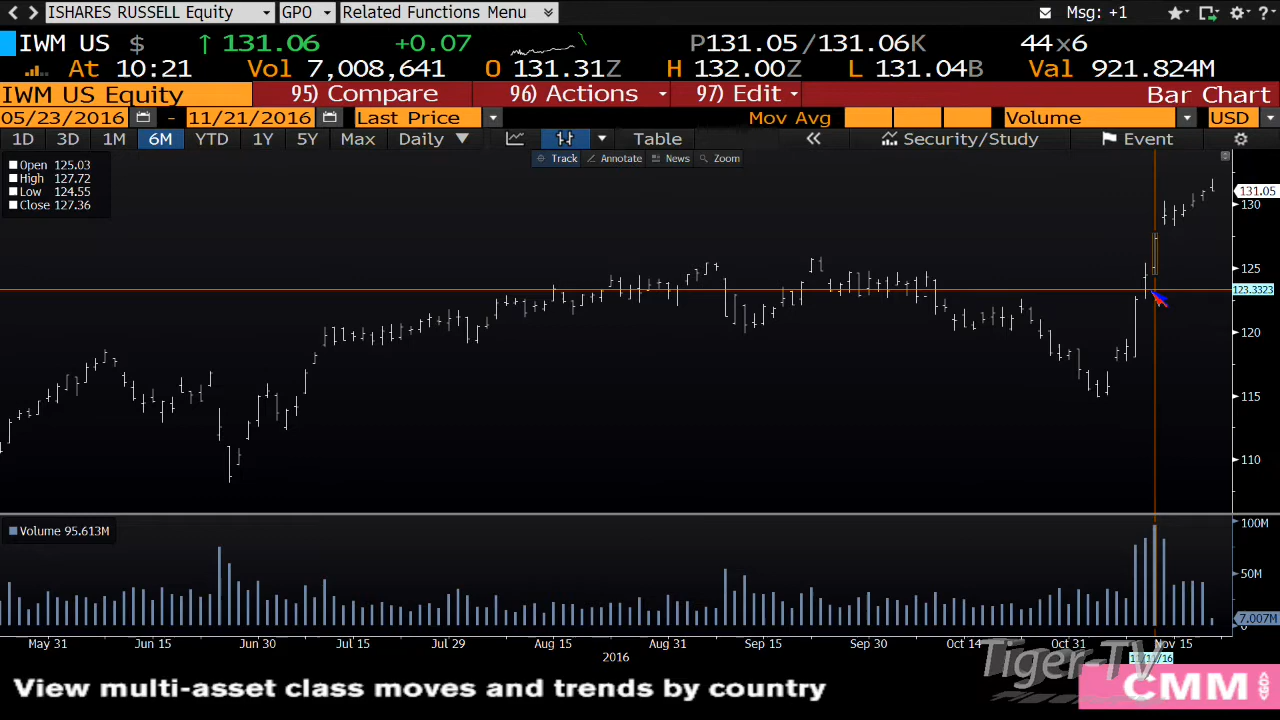 ISHARES RUSSELL Equity GPO Related Functions Menu Msg: +1 ?
IWM US $ ↑ 131.06 +0.07 P131.05/131.06K 44x6
At 10:21 Vol 7,008,641 O 131.31Z H 132.00Z L 131.04B Val 921.824M
IWM US Equity 95) Compare 96) Actions 97) Edit Bar Chart
05/23/2016 - 11/21/2016 Last Price Mov Avg Volume USD
1D 3D 1M 6M YTD 1Y 5Y Max Daily Table Security/Study Event
Track Annotate News Zoom
Open 125.03
High 127.72
Low 124.55
Close 127.36
131.05
130
125
123.3323
120
115
110
Volume 95.613M
100M
50M
7.007M
0
May 31 Jun 15 Jun 30 Jul 15 Jul 29 Aug 15 Aug 31 Sep 15 Sep 30 Oct 14 Oct 31 Nov 15
2016
11/11/16
Tiger-TV
View multi-asset class moves and trends by country
CMM